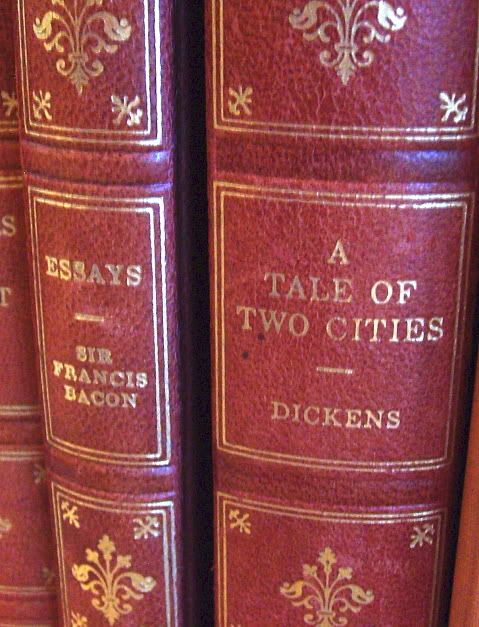 ESSAYS
SIR
FRANCIS
BACON
A
TALE OF
TWO CITIES
DICKENS